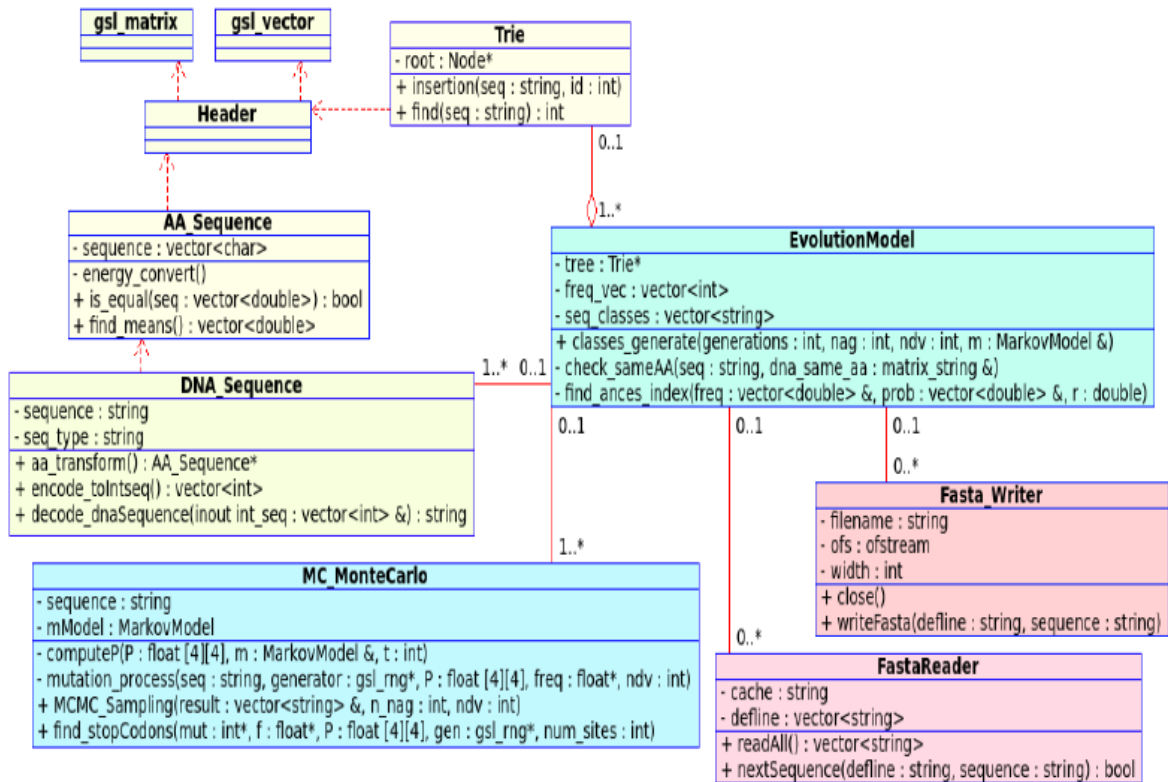 gsl_matrix
gsl_vector
Trie
- root : Node*
+ insertion(seq : string, id : int)
+ find(seq : string) : int
Header
0..1
1..*
AA_Sequence
- sequence : vector<char>
- energy_convert()
+ is_equal(seq : vector<double>) : bool
+ find_means() : vector<double>
EvolutionModel
- tree : Trie*
- freq_vec : vector<int>
- seq_classes : vector<string>
+ classes_generate(generations : int, nag : int, ndv : int, m : MarkovModel &)
- check_sameAA(seq : string, dna_same_aa : matrix_string &)
- find_ances_index(freq : vector<double> &, prob : vector<double> &, r : double)
1..* 0..1
DNA_Sequence
- sequence : string
- seq_type : string
+ aa_transform() : AA_Sequence*
+ encode_toIntseq() : vector<int>
+ decode_dnaSequence(inout int_seq : vector<int> &) : string
0..1
0..1
0..1
0..*
Fasta_Writer
- filename : string
- ofs : ofstream
- width : int
+ close()
+ writeFasta(defline : string, sequence : string)
1..*
MC_MonteCarlo
- sequence : string
- mModel : MarkovModel
- computeP(P : float [4][4], m : MarkovModel &, t : int)
- mutation_process(seq : string, generator : gsl_rng*, P : float [4][4], freq : float*, ndv : int)
+ MCMC_Sampling(result : vector<string> &, n_nag : int, ndv : int)
+ find_stopCodons(mut : int*, f : float*, P : float [4][4], gen : gsl_rng*, num_sites : int)
0..*
FastaReader
- cache : string
- defline : vector<string>
+ readAll() : vector<string>
+ nextSequence(defline : string, sequence : string) : bool